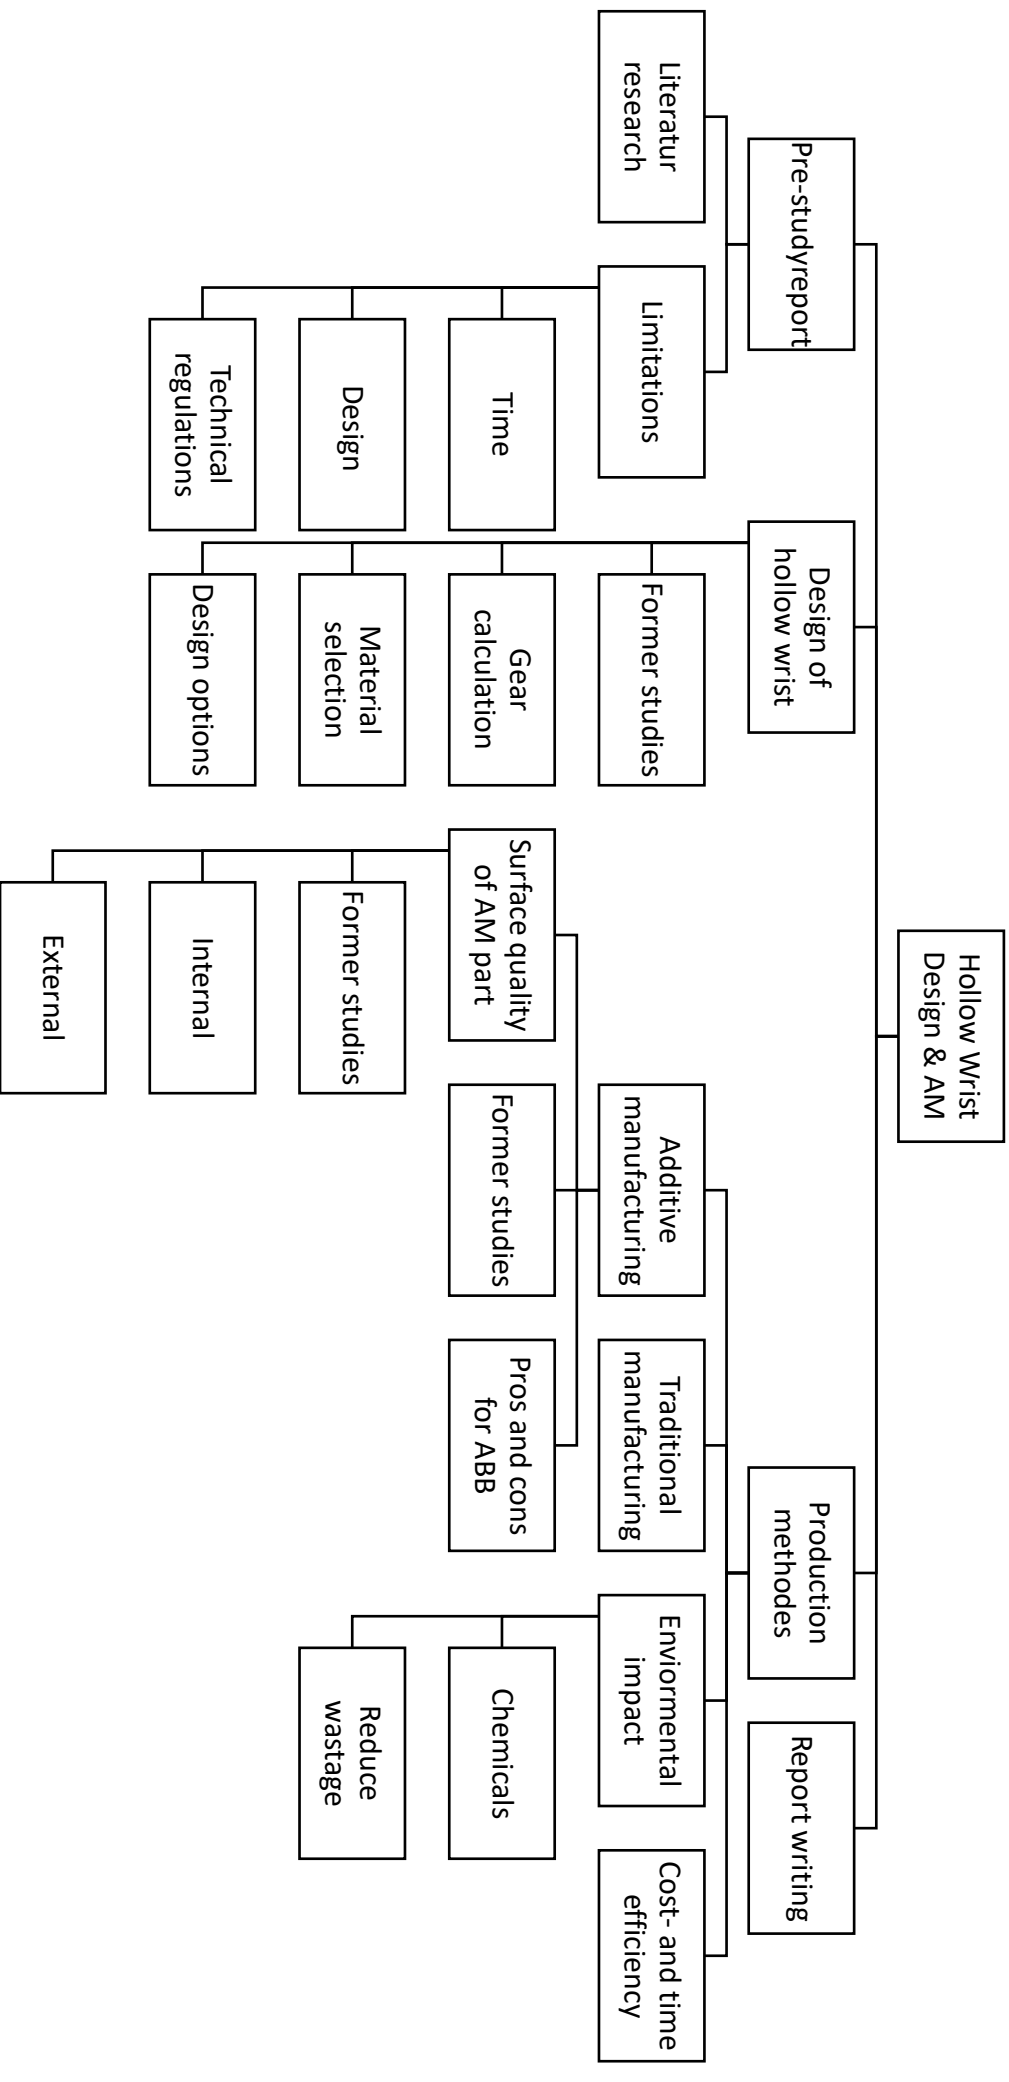 Hollow Wrist
Design & AM
Pre-studyreport
Design of
hollow wrist
Production
methodes
Report writing
Literatur
research
Limitations
Former studies
Additive
manufacturing
Traditional
manufacturing
Enviormental
impact
Cost- and time
efficiency
Time
Gear
calculation
Surface quality
of AM part
Former studies
Pros and cons
for ABB
Chemicals
Design
Material
selection
Former studies
Reduce
wastage
Technical
regulations
Design options
Internal
External